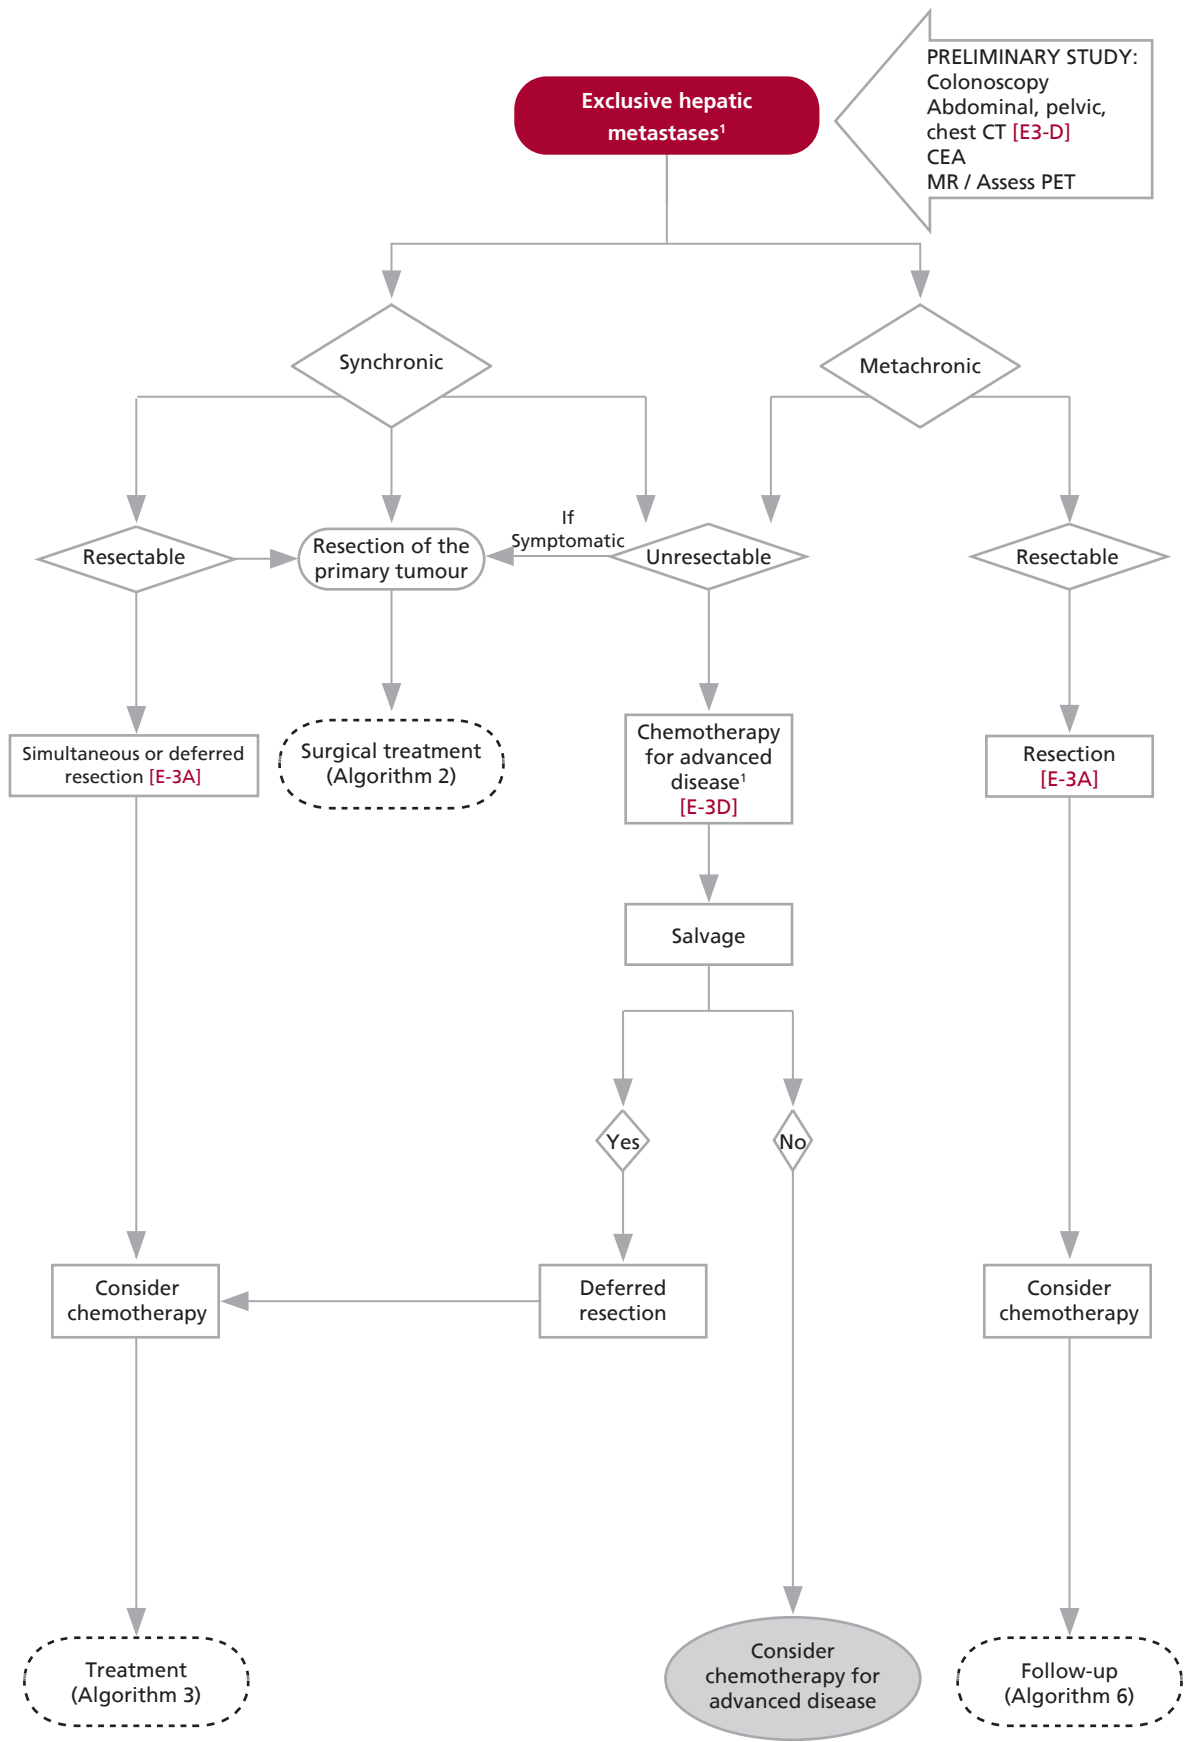 PRELIMINARY STUDY:
Colonoscopy
Abdominal, pelvic,
chest CT [E3-D]
CEA
MR / Assess PET
Exclusive hepatic
metastases¹
Synchronic
Metachronic
Resectable
Resection of the
primary tumour
If
Symptomatic
Unresectable
Resectable
Simultaneous or deferred
resection [E-3A]
Surgical treatment
(Algorithm 2)
Chemotherapy
for advanced
disease¹
[E-3D]
Resection
[E-3A]
Salvage
Yes
No
Consider
chemotherapy
Deferred
resection
Consider
chemotherapy
Treatment
(Algorithm 3)
Consider
chemotherapy for
advanced disease
Follow-up
(Algorithm 6)